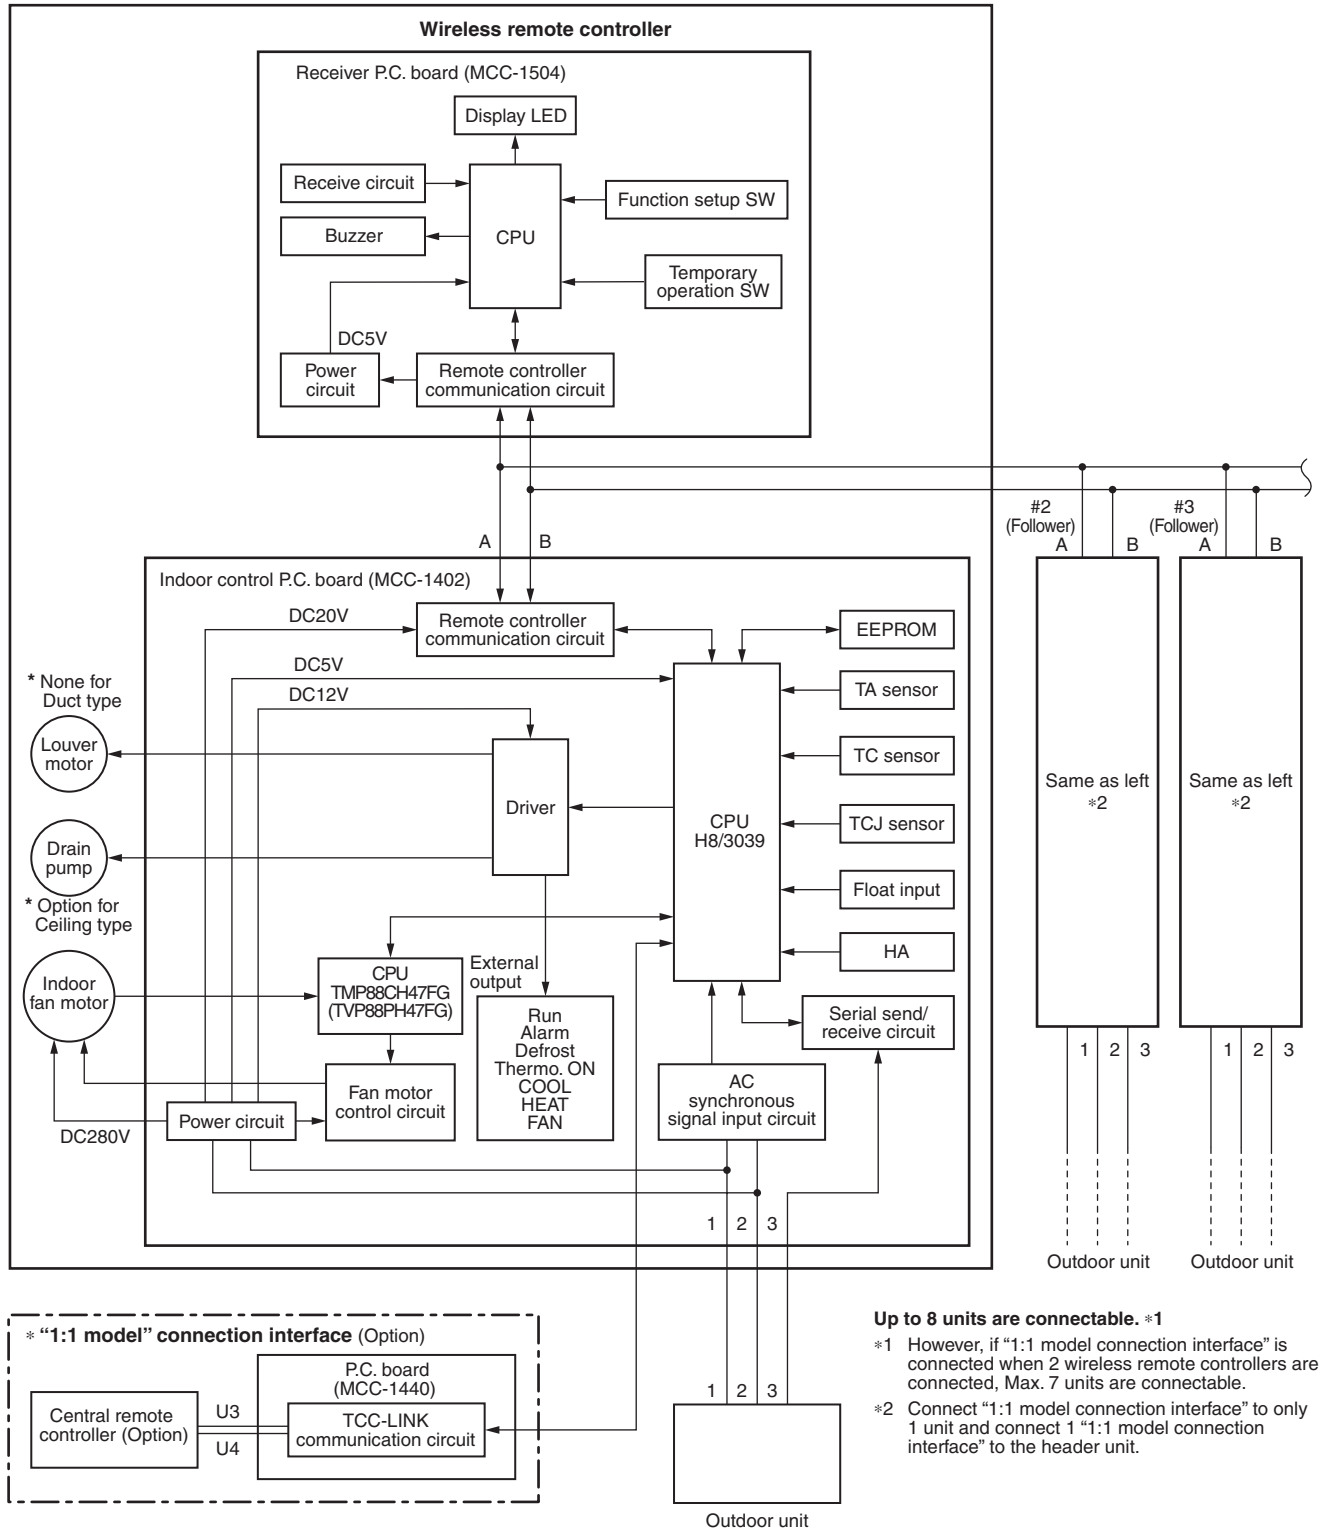 Wireless remote controller
Receiver P.C. board (MCC-1504)
Display LED
Receive circuit
Function setup SW
Buzzer
CPU
Temporary
operation SW
DC5V
Power
circuit
Remote controller
communication circuit
#2
(Follower)
A
B
#3
(Follower)
A
B
A
B
Indoor control P.C. board (MCC-1402)
DC20V
Remote controller
communication circuit
EEPROM
DC5V
DC12V
TA sensor
* None for
Duct type
Louver
motor
TC sensor
Driver
CPU
H8/3039
TCJ sensor
Same as left
*2
Same as left
*2
Drain
pump
* Option for
Ceiling type
Float input
HA
Indoor
fan motor
CPU
TMP88CH47FG
(TVP88PH47FG)
External
output
Run
Alarm
Defrost
Thermo. ON
COOL
HEAT
FAN
Serial send/
receive circuit
Fan motor
control circuit
AC
synchronous
signal input circuit
Power circuit
DC280V
1 2 3
1 2 3
1 2 3
Outdoor unit
Outdoor unit
* “1:1 model” connection interface (Option)
P.C. board
(MCC-1440)
Central remote
controller (Option)
U3
U4
TCC-LINK
communication circuit
1 2 3
Outdoor unit
Up to 8 units are connectable. *1
*1 However, if “1:1 model connection interface” is
connected when 2 wireless remote controllers are
connected, Max. 7 units are connectable.
*2 Connect “1:1 model connection interface” to only
1 unit and connect 1 “1:1 model connection
interface” to the header unit.